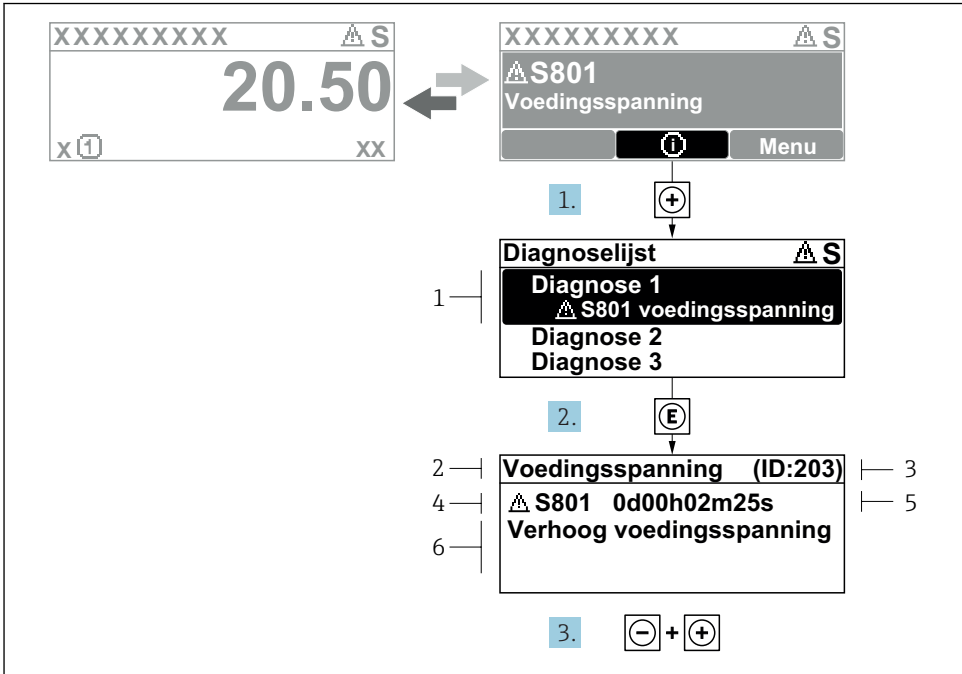 XXXXXXXXX ⚠ S
20.50
x ① xx
XXXXXXXXX ⚠ S
⚠ S801
Voedingsspanning
ⓘ Menu
1. ⊕
Diagnoselijst ⚠ S
1
Diagnose 1
⚠ S801 voedingsspanning
Diagnose 2
Diagnose 3
2. Ⓔ
2 Voedingsspanning (ID:203) 3
4 ⚠ S801 0d00h02m25s 5
6 Verhoog voedingsspanning
3. ⊖ + ⊕